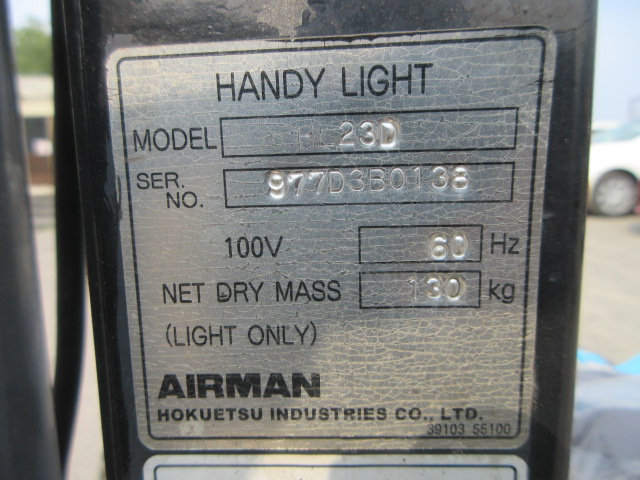 HANDY LIGHT
MODEL HL23D
SER. NO. 977D3B0138
100V 60 Hz
NET DRY MASS 130 kg
(LIGHT ONLY)
AIRMAN
HOKUETSU INDUSTRIES CO., LTD.
39103 55100